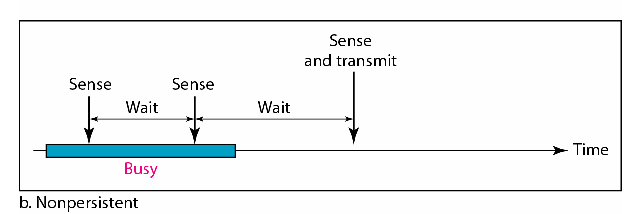 Sense
and transmit
Sense
Sense
Wait
Wait
Time
Busy
b. Nonpersistent